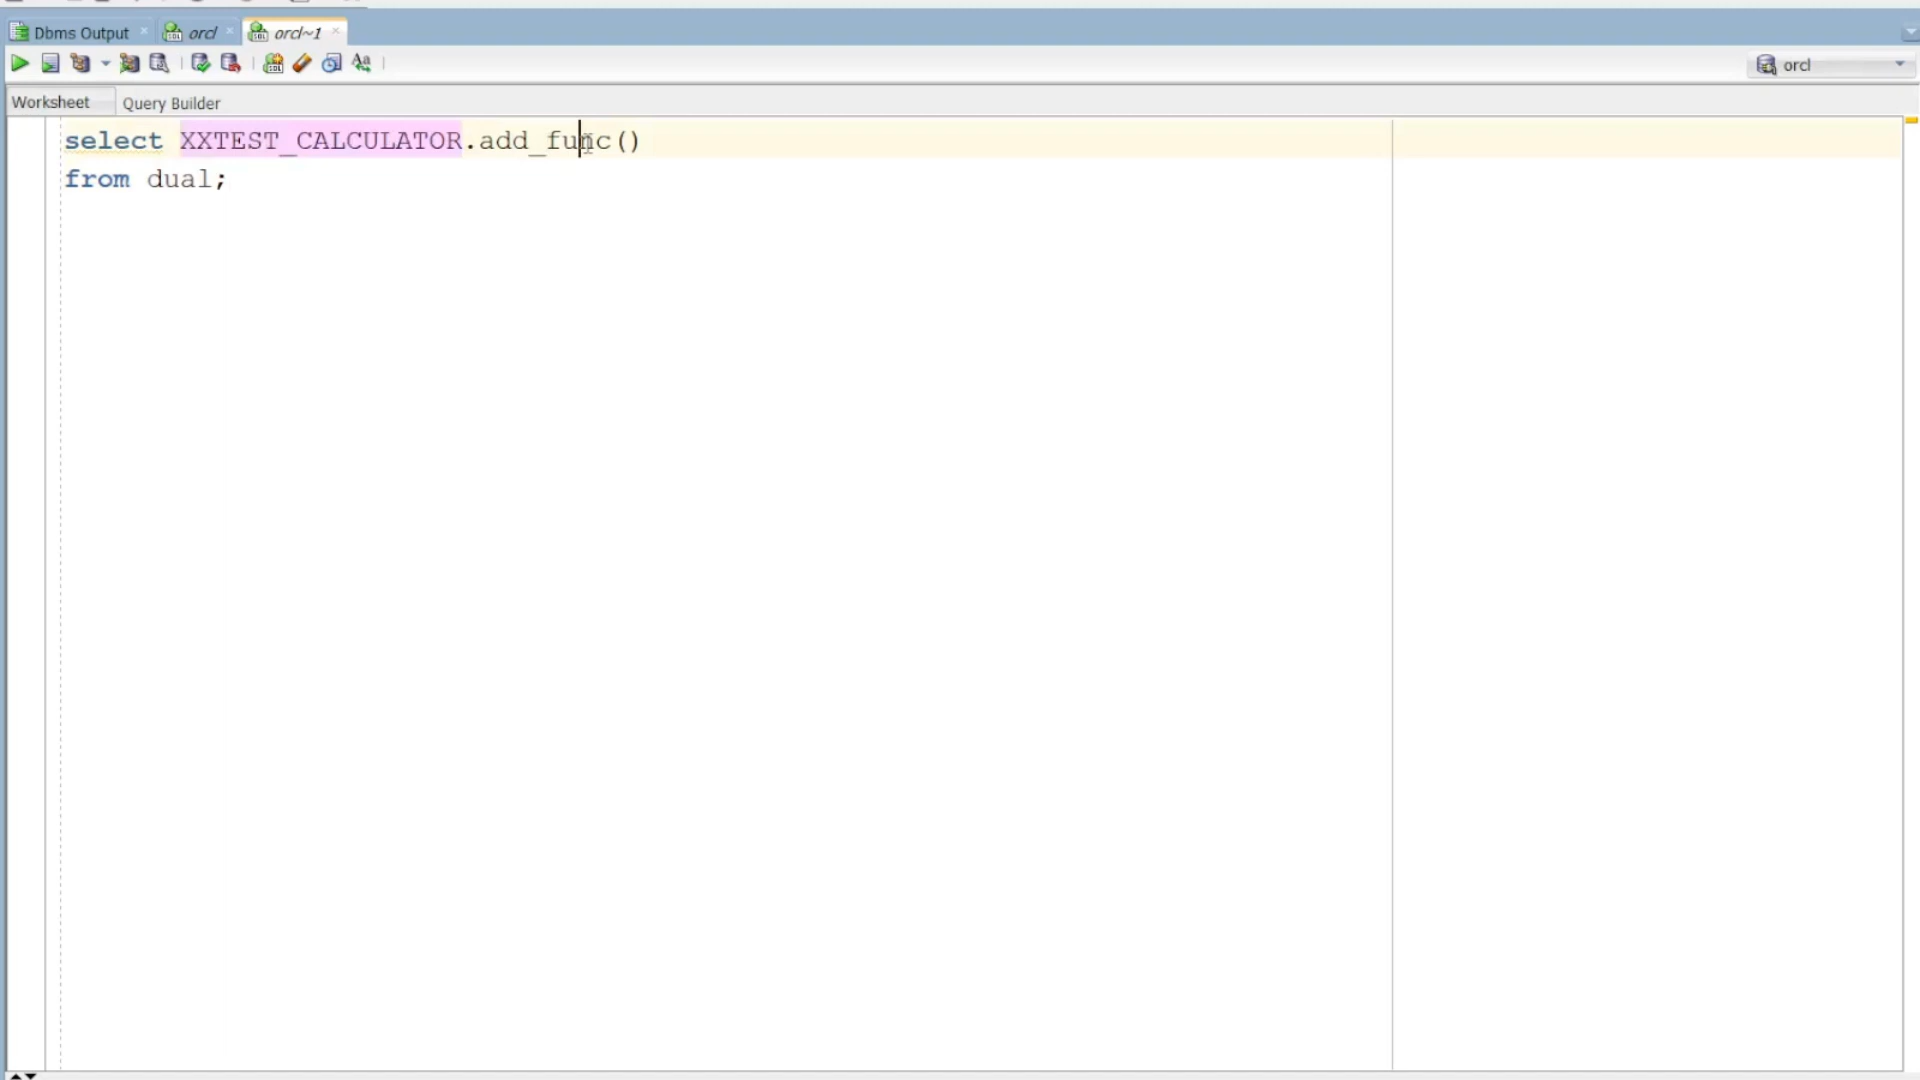 Dbms Output orcl orcl~1
orcl
Worksheet Query Builder
select XXTEST_CALCULATOR.add_func()
from dual;